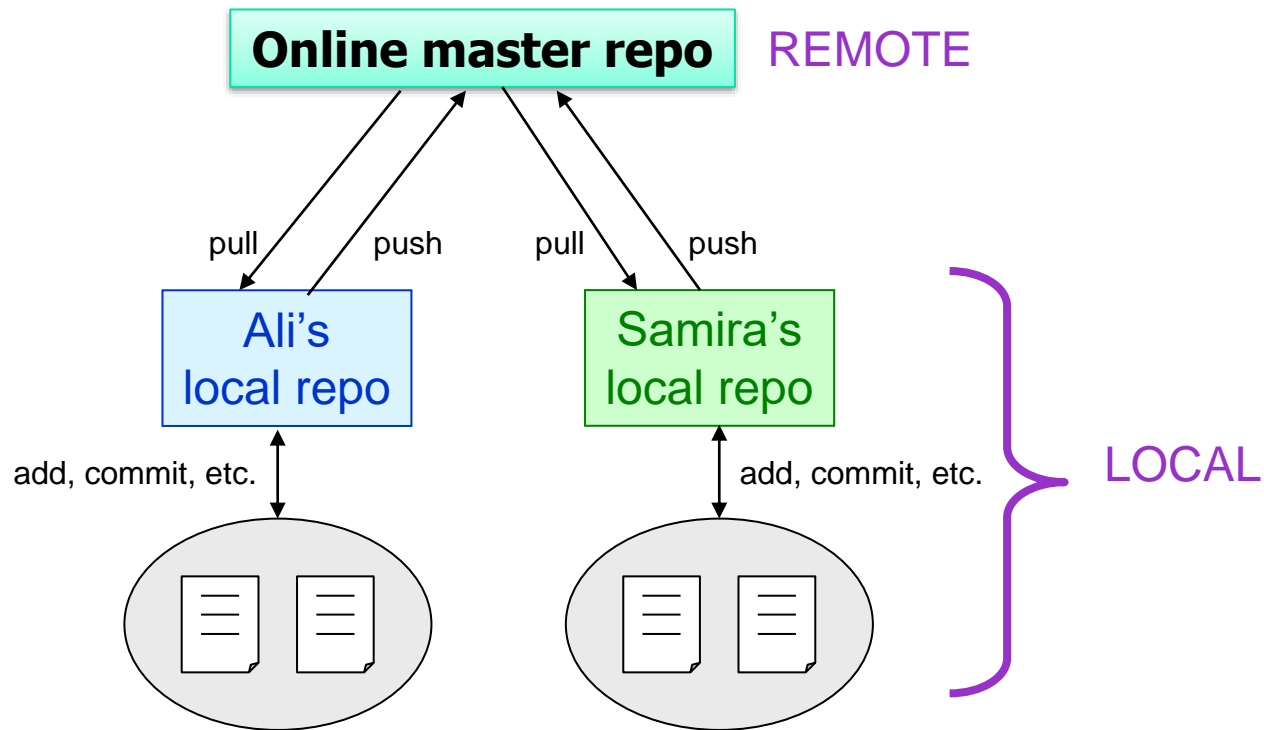 Online master repo
REMOTE
pull
push
pull
push
Ali’s
local repo
Samira’s
local repo
add, commit, etc.
add, commit, etc.
LOCAL